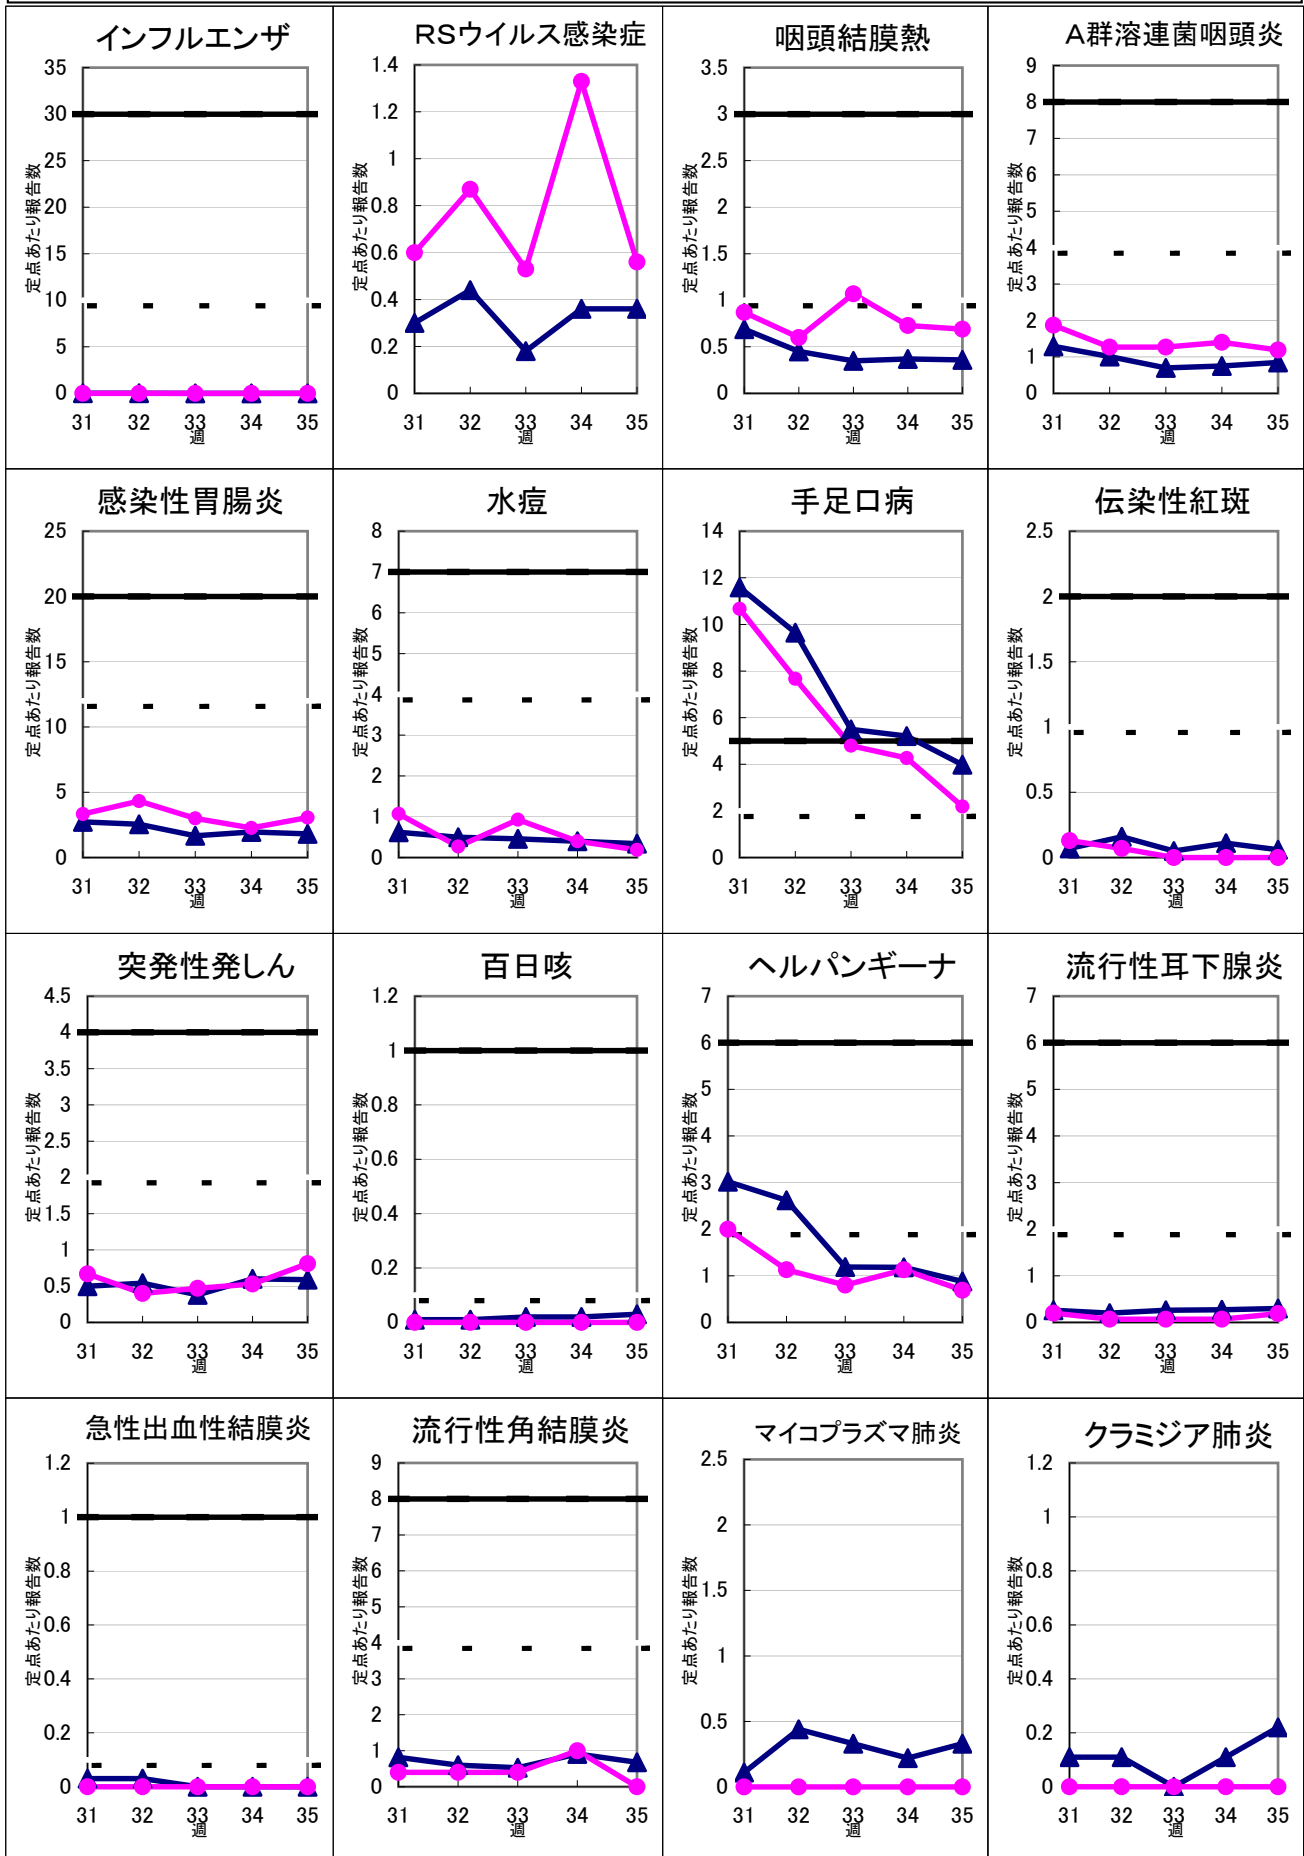 インフルエンザ
35
30
25
20
15
10
5
0
定点あたり報告数
31 32 33 34 35
週
RSウイルス感染症
1.4
1.2
1
0.8
0.6
0.4
0.2
0
定点あたり報告数
31 32 33 34 35
週
咽頭結膜熱
3.5
3
2.5
2
1.5
1
0.5
0
定点あたり報告数
31 32 33 34 35
週
A群溶連菌咽頭炎
9
8
7
6
5
4
3
2
1
0
定点あたり報告数
31 32 33 34 35
週
感染性胃腸炎
25
20
15
10
5
0
定点あたり報告数
31 32 33 34 35
週
水痘
8
7
6
5
4
3
2
1
0
定点あたり報告数
31 32 33 34 35
週
手足口病
14
12
10
8
6
4
2
0
定点あたり報告数
31 32 33 34 35
週
伝染性紅斑
2.5
2
1.5
1
0.5
0
定点あたり報告数
31 32 33 34 35
週
突発性発しん
4.5
4
3.5
3
2.5
2
1.5
1
0.5
0
定点あたり報告数
31 32 33 34 35
週
百日咳
1.2
1
0.8
0.6
0.4
0.2
0
定点あたり報告数
31 32 33 34 35
週
ヘルパンギーナ
7
6
5
4
3
2
1
0
定点あたり報告数
31 32 33 34 35
週
流行性耳下腺炎
7
6
5
4
3
2
1
0
定点あたり報告数
31 32 33 34 35
週
急性出血性結膜炎
1.2
1
0.8
0.6
0.4
0.2
0
定点あたり報告数
31 32 33 34 35
週
流行性角結膜炎
9
8
7
6
5
4
3
2
1
0
定点あたり報告数
31 32 33 34 35
週
マイコプラズマ肺炎
2.5
2
1.5
1
0.5
0
定点あたり報告数
31 32 33 34 35
週
クラミジア肺炎
1.2
1
0.8
0.6
0.4
0.2
0
定点あたり報告数
31 32 33 34 35
週